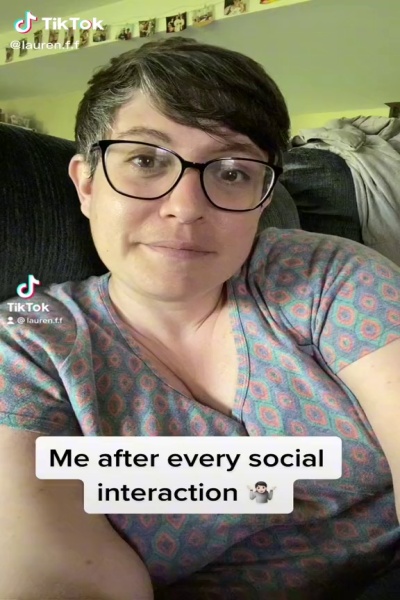 TikTok
@lauren.f.f
TikTok
@lauren.f.f
Me after every social
interaction 🤷🏻‍♀️